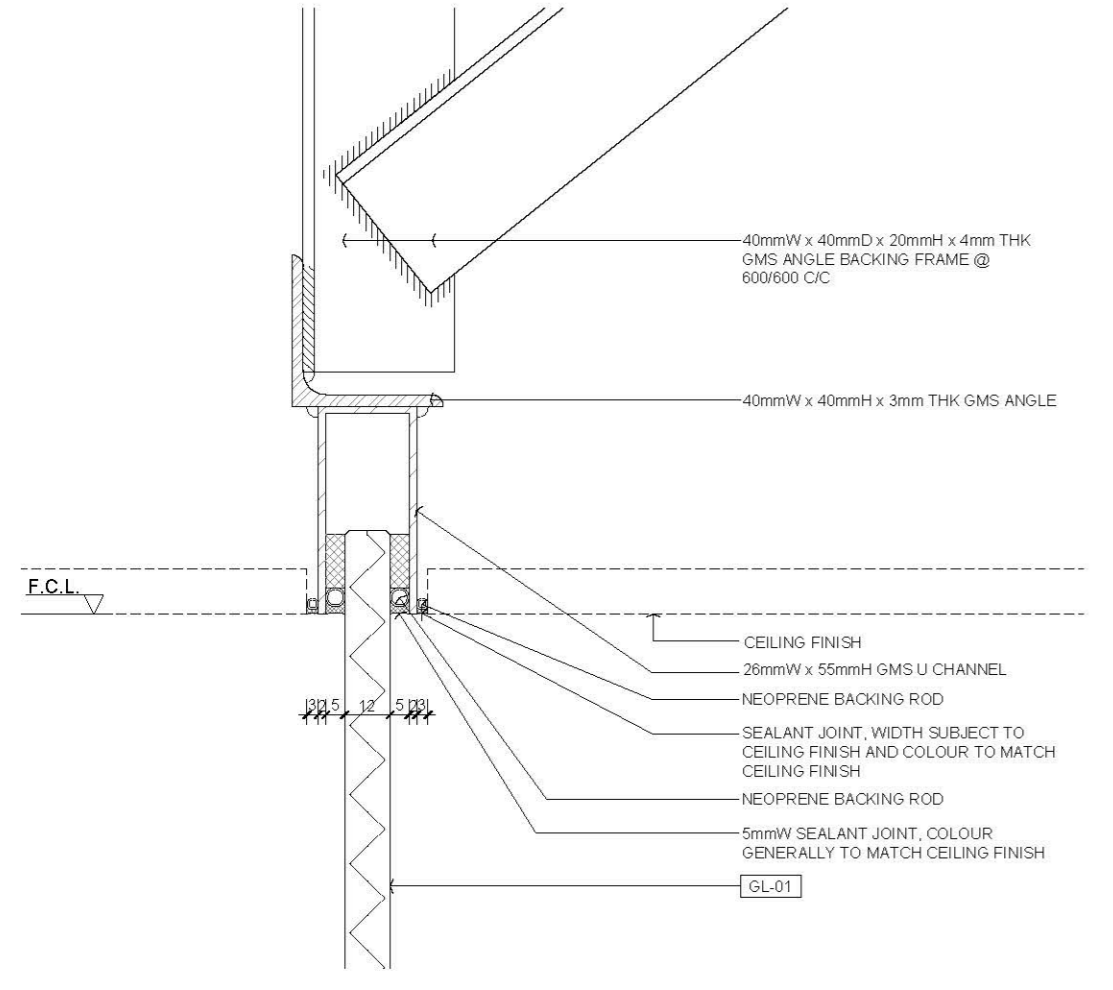 40mmW x 40mmD x 20mmH x 4mm THK
GMS ANGLE BACKING FRAME @
600/600 C/C
40mmW x 40mmH x 3mm THK GMS ANGLE
F.C.L.
CEILING FINISH
26mmW x 55mmH GMS U CHANNEL
NEOPRENE BACKING ROD
3 2 5 12 5 2 3
SEALANT JOINT, WIDTH SUBJECT TO
CEILING FINISH AND COLOUR TO MATCH
CEILING FINISH
NEOPRENE BACKING ROD
5mmW SEALANT JOINT, COLOUR
GENERALLY TO MATCH CEILING FINISH
GL-01